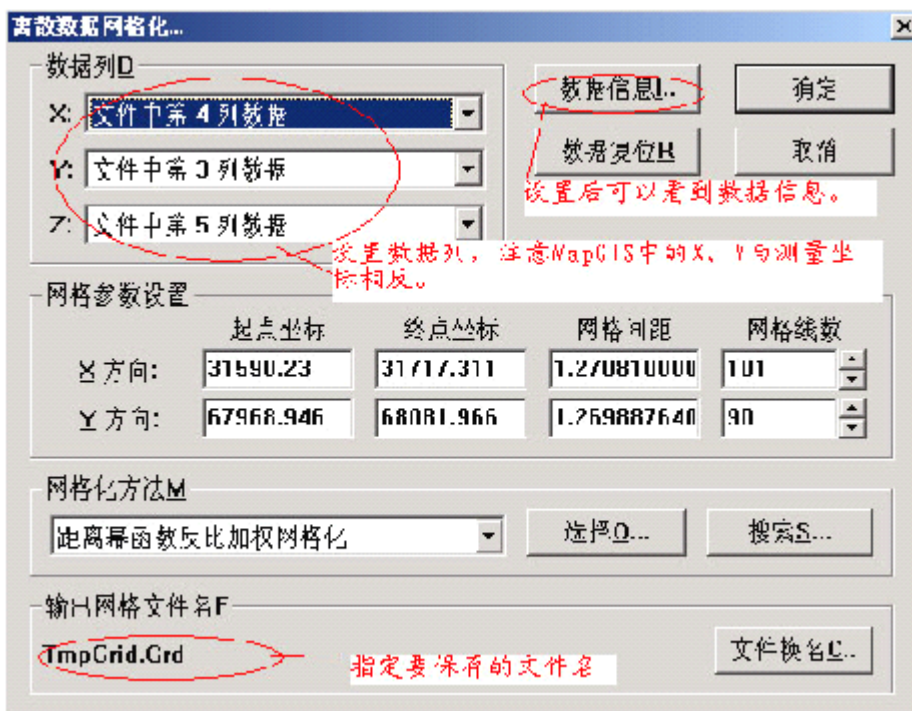 离散数据网格化...
数据列D
X: 文件中第 4 列数据
Y: 文件中第 3 列数据
Z: 文件中第 5 列数据
数据信息I..
确定
数据复位R
取消
设置后可以看到数据信息。
设置数据列，注意MapGIS中的X、Y与测量坐
标相反。
网格参数设置
起点坐标 终点坐标 网格间距 网格线数
X 方向: 31590.23 31717.311 1.270810000 101
Y 方向: 67968.946 68081.966 1.269887640 90
网格化方法M
距离幂函数反比加权网格化
选择O...
搜索S...
输出网格文件名F
TmpGrid.Grd
指定要保存的文件名
文件换名C..